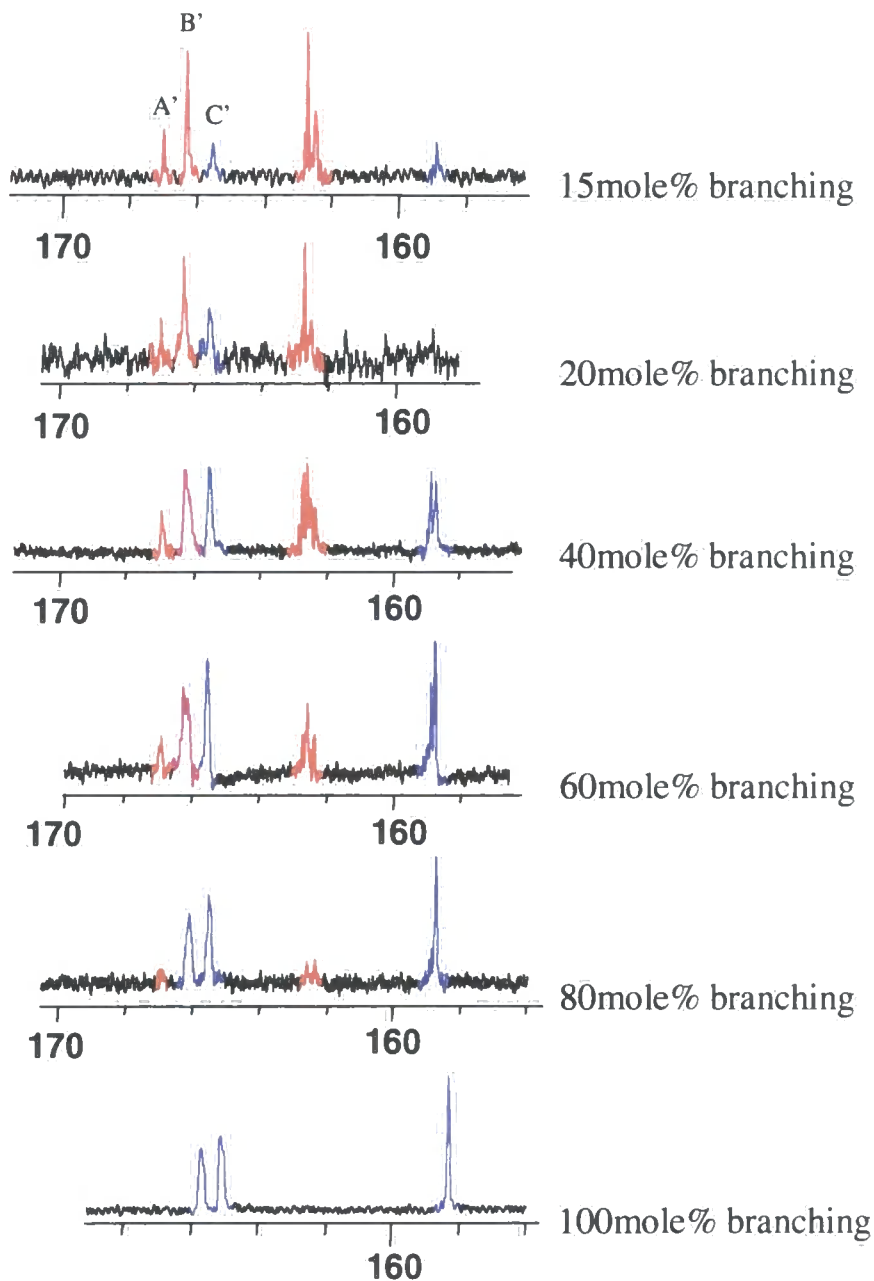 B’
A’
C’
15mole% branching
170
160
20mole% branching
170
160
40mole% branching
170
160
60mole% branching
170
160
80mole% branching
170
160
100mole% branching
160